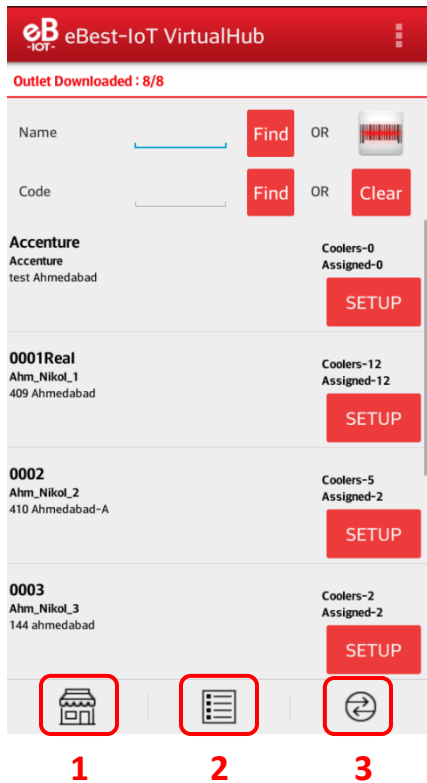 eB
-IOT-
eBest-IoT VirtualHub
Outlet Downloaded : 8/8
Name Find OR
Code Find OR Clear
Accenture
Accenture
test Ahmedabad
Coolers-0
Assigned-0
SETUP
0001Real
Ahm_Nikol_1
409 Ahmedabad
Coolers-12
Assigned-12
SETUP
0002
Ahm_Nikol_2
410 Ahmedabad-A
Coolers-5
Assigned-2
SETUP
0003
Ahm_Nikol_3
144 ahmedabad
Coolers-2
Assigned-2
SETUP
1 2 3